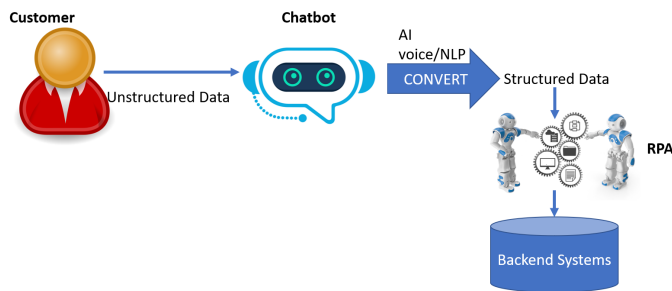 Customer
Chatbot
AI
voice/NLP
CONVERT
Unstructured Data
Structured Data
RPA
Backend Systems